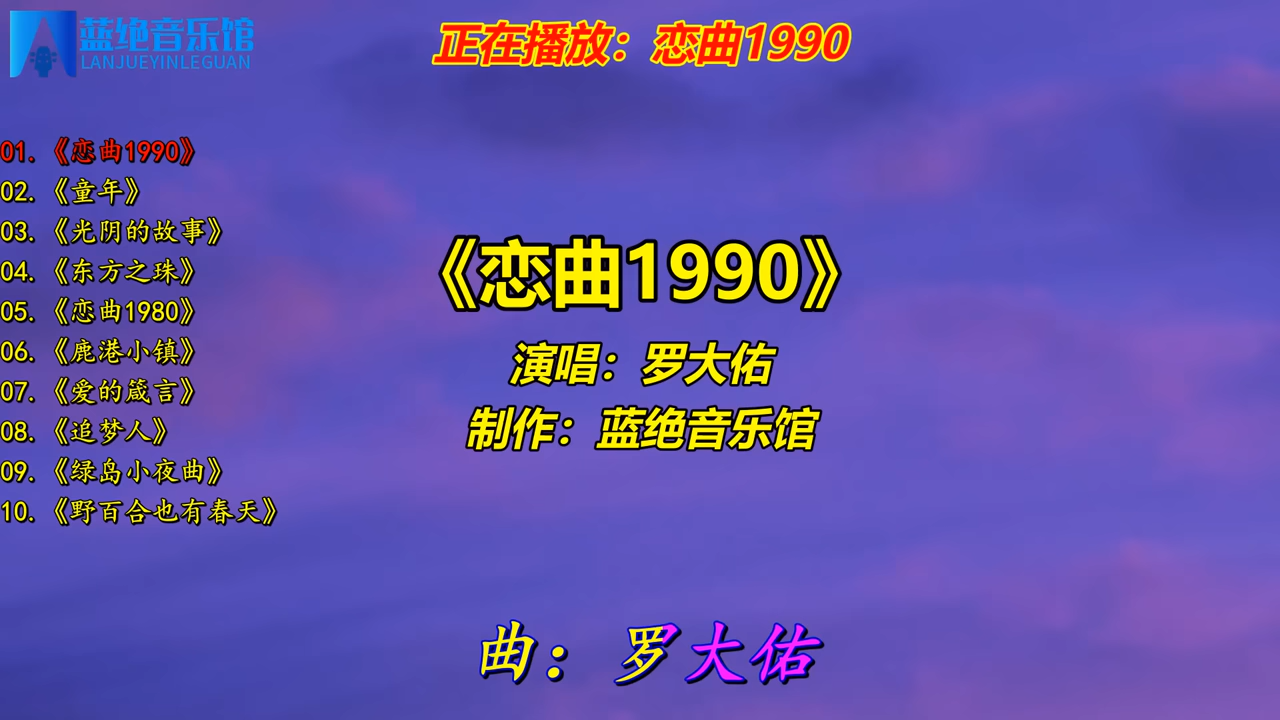 蓝绝音乐馆
LANJUEYINLEGUAN
正在播放：恋曲1990
01.《恋曲1990》
02.《童年》
03.《光阴的故事》
04.《东方之珠》
05.《恋曲1980》
06.《鹿港小镇》
07.《爱的箴言》
08.《追梦人》
09.《绿岛小夜曲》
10.《野百合也有春天》
《恋曲1990》
演唱：罗大佑
制作：蓝绝音乐馆
曲：罗大佑